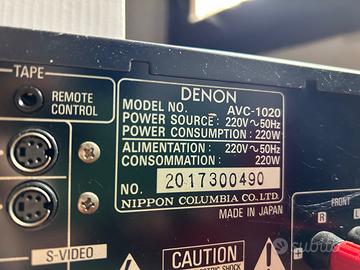 TAPE
REMOTE
CONTROL
S-VIDEO
DENON
MODEL NO. AVC-1020
POWER SOURCE : 220V～50Hz
POWER CONSUMPTION : 220W
ALIMENTATION : 220V～50Hz
CONSOMMATION : 220W
NO. 2017300490
NIPPON COLUMBIA CO. LTD.
MADE IN JAPAN
FRONT
R
CAUTION
subito